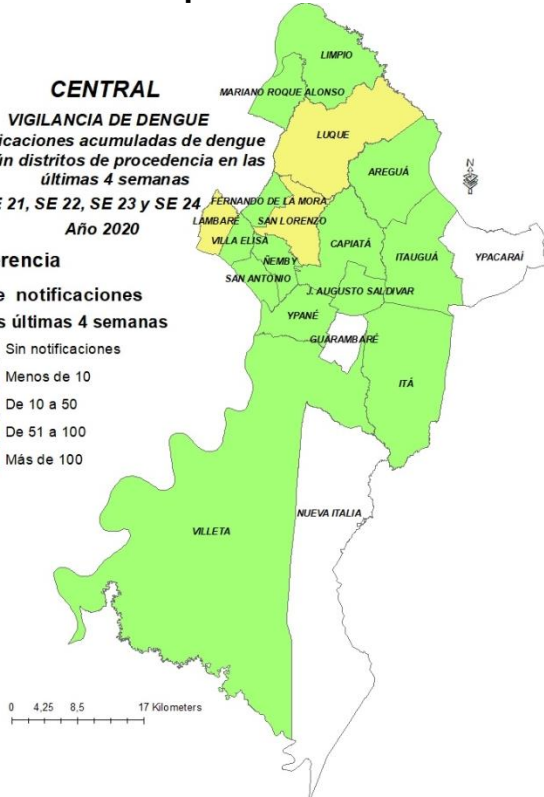 CENTRAL
VIGILANCIA DE DENGUE
icaciones acumuladas de dengue
ún distritos de procedencia en las
últimas 4 semanas
E 21, SE 22, SE 23 y SE 24
Año 2020
erencia
e notificaciones
s últimas 4 semanas
Sin notificaciones
Menos de 10
De 10 a 50
De 51 a 100
Más de 100
LIMPIO
MARIANO ROQUE ALONSO
LUQUE
AREGUÁ
N
FERNANDO DE LA MORA
LAMBARÉ
SAN LORENZO
VILLA ELISA
CAPIATÁ
ITAUGUÁ
YPACARAÍ
ÑEMBY
SAN ANTONIO
J. AUGUSTO SALDIVAR
YPANÉ
GUARAMBARÉ
ITÁ
NUEVA ITALIA
VILLETA
0 4,25 8,5 17 Kilometers